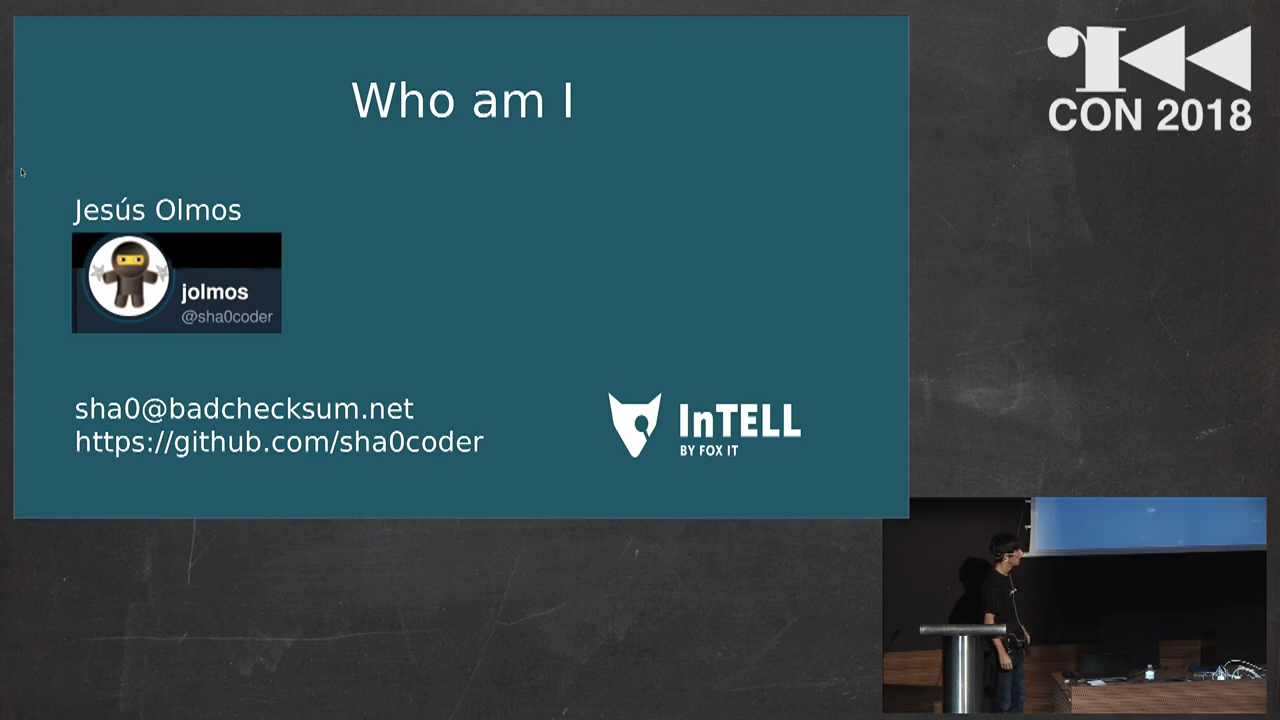 Who am I
Jesús Olmos
jolmos
@sha0coder
sha0@badchecksum.net
https://github.com/sha0coder
InTELL
BY FOX IT
CON 2018